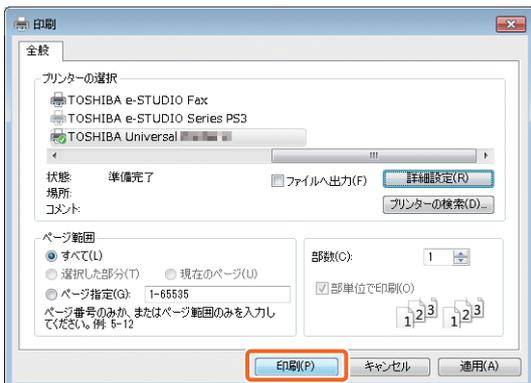 印刷
全般
プリンターの選択
TOSHIBA e-STUDIO Fax
TOSHIBA e-STUDIO Series PS3
TOSHIBA Universal
状態: 準備完了
場所:
コメント:
ファイルへ出力(F)
詳細設定(R)
プリンターの検索(D)...
ページ範囲
すべて(L)
選択した部分(T) 現在のページ(U)
ページ指定(G): 1-65535
ページ番号のみか、またはページ範囲のみを入力し
てください。例: 5-12
部数(C): 1
部単位で印刷(O)
1 2 3 1 2 3
印刷(P) キャンセル 適用(A)